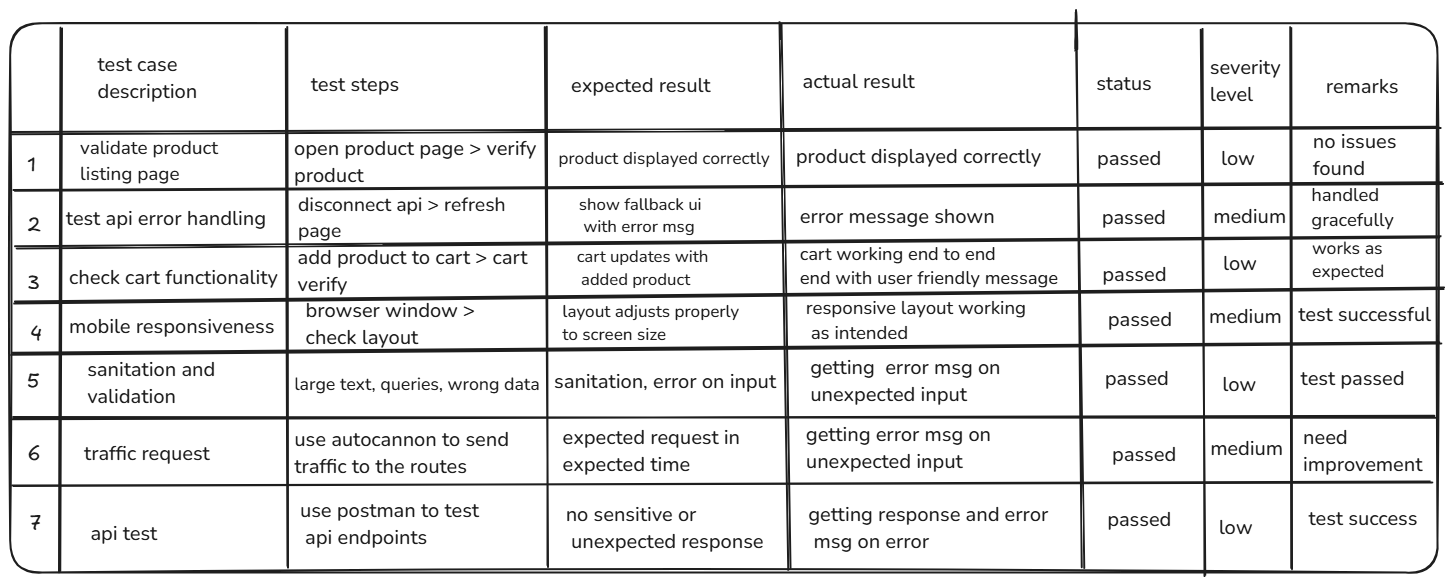 test case
description
test steps
expected result
actual result
status
severity
level
remarks
1
validate product
listing page
open product page > verify
product
product displayed correctly
product displayed correctly
passed
low
no issues
found
2
test api error handling
disconnect api > refresh
page
show fallback ui
with error msg
error message shown
passed
medium
handled
gracefully
3
check cart functionality
add product to cart > cart
verify
cart updates with
added product
cart working end to end
end with user friendly message
passed
low
works as
expected
4
mobile responsiveness
browser window >
check layout
layout adjusts properly
to screen size
responsive layout working
as intended
passed
medium
test successful
5
sanitation and
validation
large text, queries, wrong data
sanitation, error on input
getting error msg on
unexpected input
passed
low
test passed
6
traffic request
use autocannon to send
traffic to the routes
expected request in
expected time
getting error msg on
unexpected input
passed
medium
need
improvement
7
api test
use postman to test
api endpoints
no sensitive or
unexpected response
getting response and error
msg on error
passed
low
test success